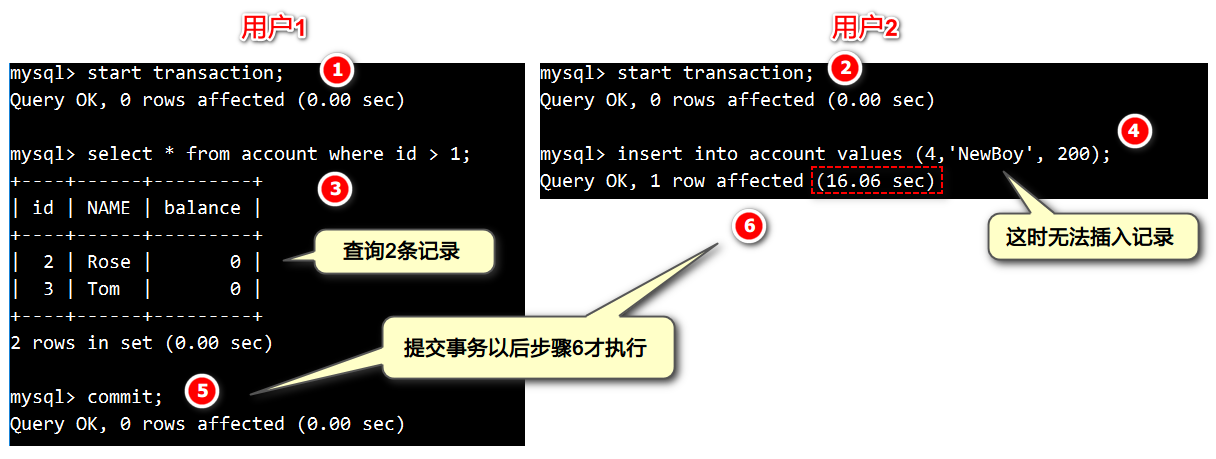 用户1
mysql> start transaction;
1
Query OK, 0 rows affected (0.00 sec)
mysql> select * from account where id > 1;
+----+------+---------+
3
| id | NAME | balance |
+----+------+---------+
|  2 | Rose |       0 |
查询2条记录
|  3 | Tom  |       0 |
+----+------+---------+
2 rows in set (0.00 sec)
提交事务以后步骤6才执行
mysql> commit;
5
Query OK, 0 rows affected (0.00 sec)
用户2
mysql> start transaction;
2
Query OK, 0 rows affected (0.00 sec)
4
mysql> insert into account values (4,'NewBoy', 200);
Query OK, 1 row affected (16.06 sec)
6
这时无法插入记录